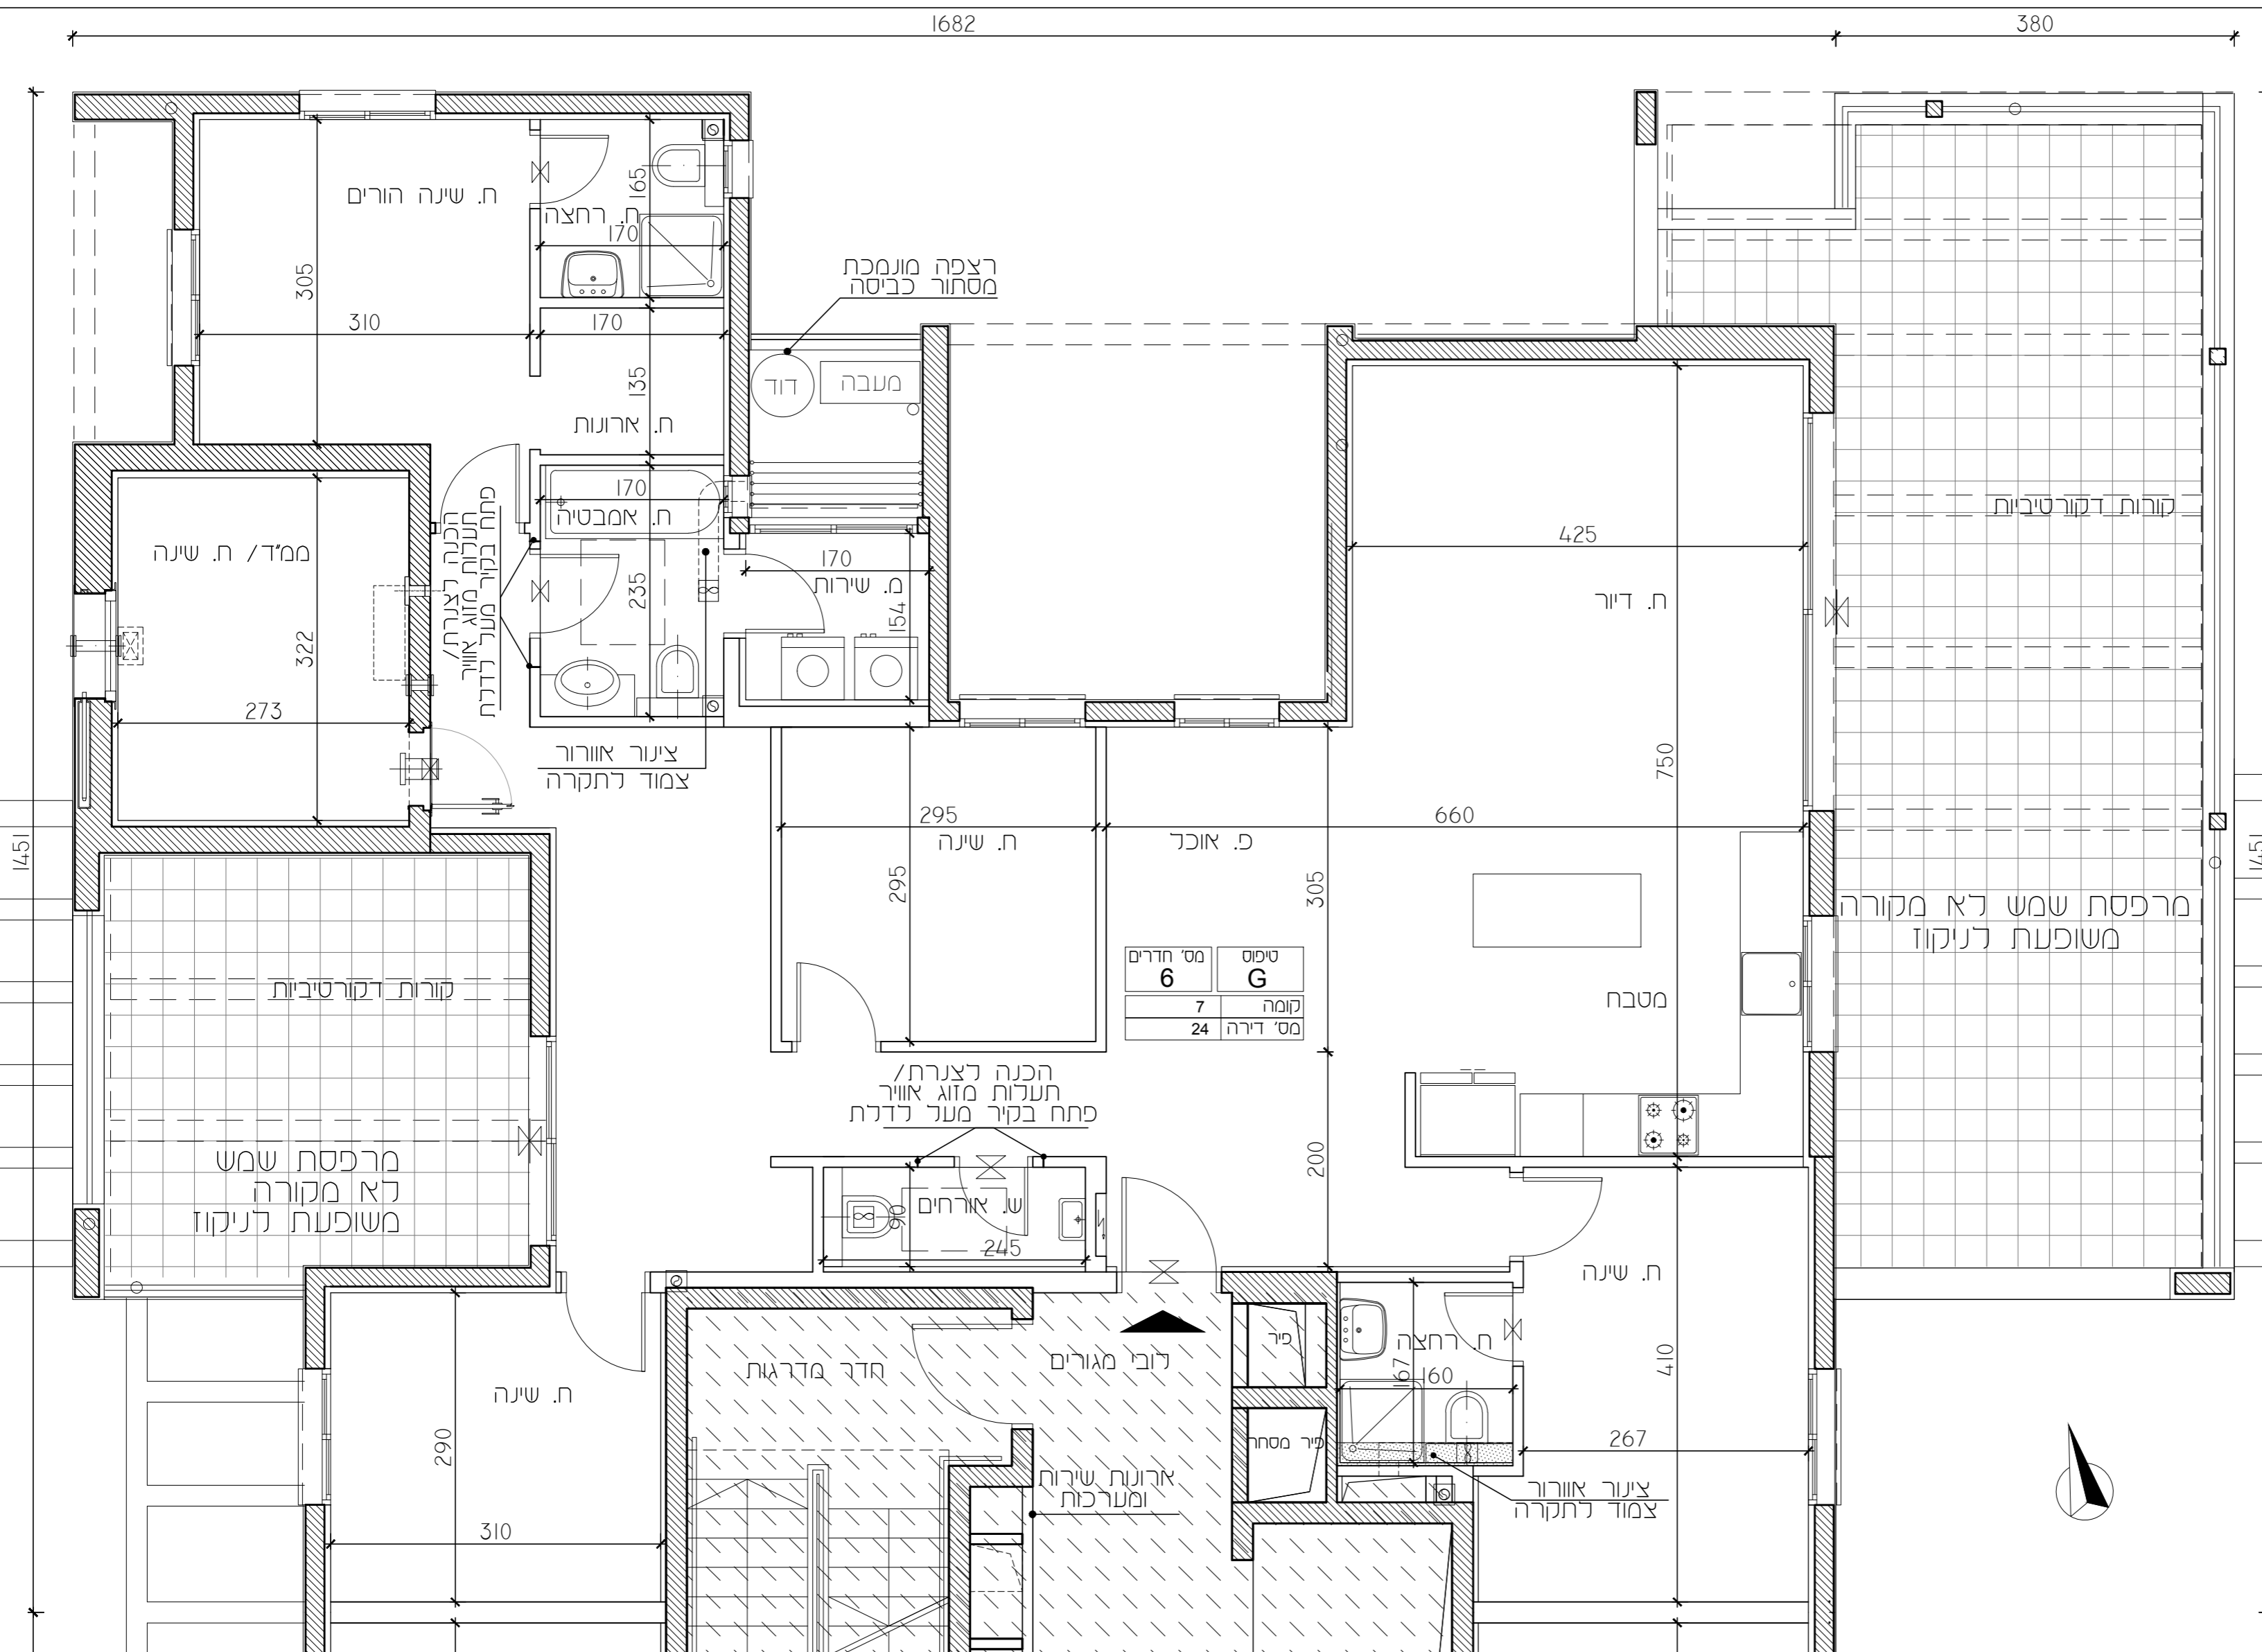 1682
380
ח. שינה הורים
165
ח. רחצה
170
רצפה מונמכת
מסתור כביסה
305
310
170
135
דוד
מעבה
ח. ארונות
קורות דקורטיביות
170
ח. אמבטיה
425
הכנה לצנרת/
תעלות מזוג אוויר
פתח בקיר מעל לדלת
ממ"ד/ ח. שינה
170
מ. שירות
235
154
ח. דיור
322
273
צינור אוורור
צמוד לתקרה
750
295
660
ח. שינה
פ. אוכל
1451
1451
295
305
מרפסת שמש לא מקורה
משופעת לניקוז
טיפוס
G
מס' חדרים
6
קומה
7
מס' דירה
24
קורות דקורטיביות
מטבח
הכנה לצנרת/
תעלות מזוג אוויר
פתח בקיר מעל לדלת
מרפסת שמש
לא מקורה
משופעת לניקוז
200
ש. אורחים
90
245
ח. שינה
פיר
ח. רחצה
167
160
410
לובי מגורים
חדר מדרגות
ח. שינה
290
פיר מסחר
267
ארונות שירות
ומערכות
צינור אוורור
צמוד לתקרה
310